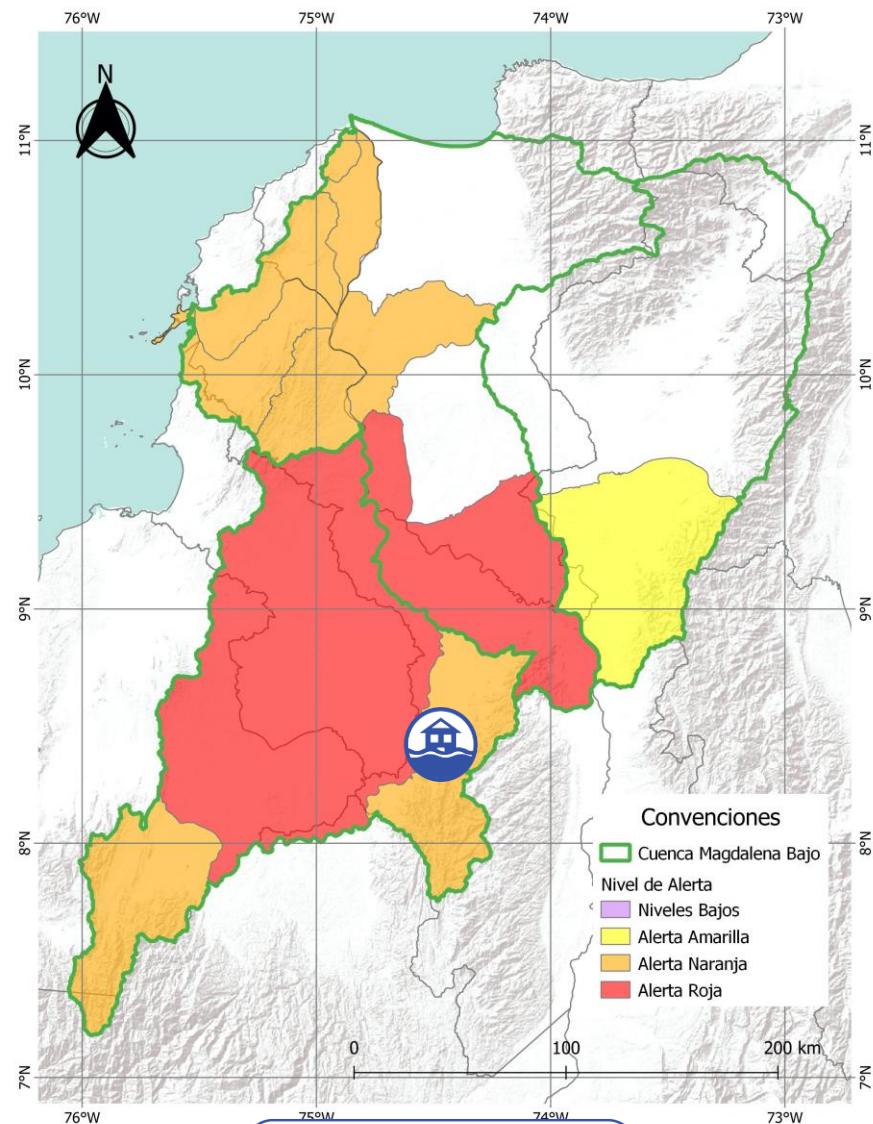 76°W 75°W 74°W 73°W
N
11°N 11°N
10°N 10°N
9°N 9°N
8°N 8°N
7°N 7°N
Convenciones
Cuenca Magdalena Bajo
Nivel de Alerta
Niveles Bajos
Alerta Amarilla
Alerta Naranja
Alerta Roja
0 100 200 km
76°W 75°W 74°W 73°W